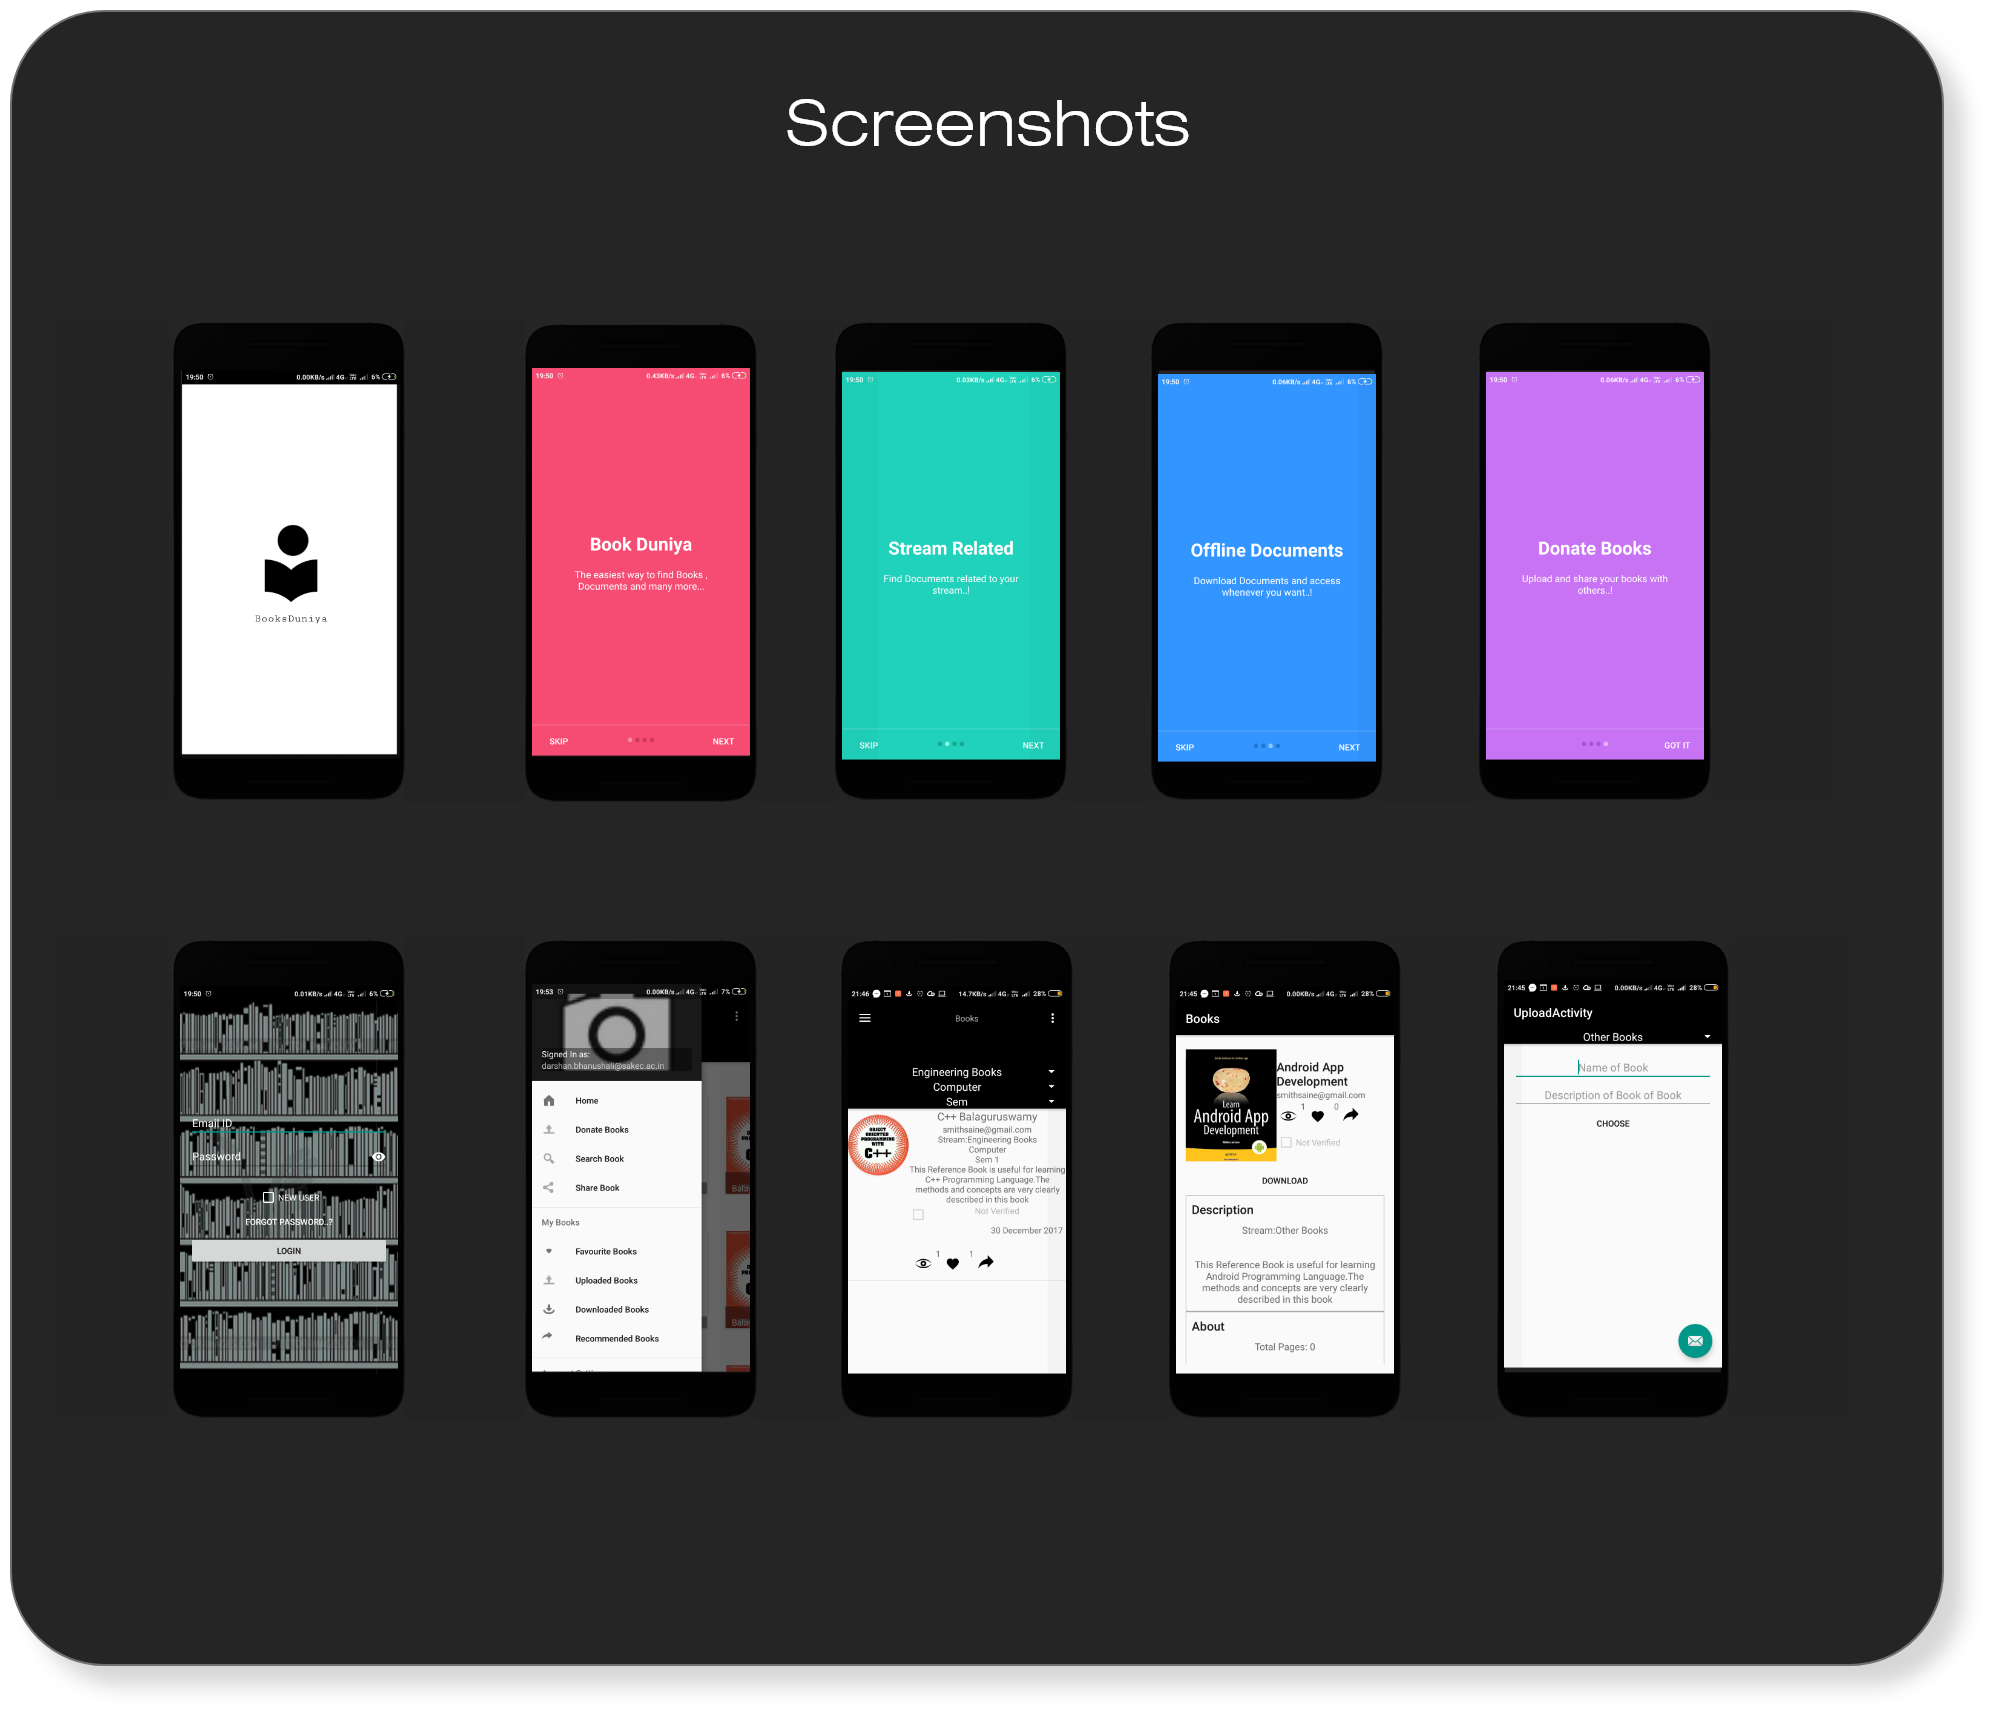 Screenshots
19:50 0.00KB/s 4G 6%
BooksDuniya
19:50 0.43KB/s 4G 6%
Book Duniya
The easiest way to find Books ,
Documents and many more...
SKIP NEXT
19:50 0.03KB/s 4G 6%
Stream Related
Find Documents related to your
stream..!
SKIP NEXT
19:50 0.06KB/s 4G 6%
Offline Documents
Download Documents and access
whenever you want..!
SKIP NEXT
19:50 0.06KB/s 4G 6%
Donate Books
Upload and share your books with
others..!
GOT IT
19:50 0.01KB/s 4G 6%
Email ID
Password
NEW USER
FORGOT PASSWORD..?
LOGIN
19:53 0.00KB/s 4G 7%
Signed In as:
darshan.bhanushali@sakec.ac.in
Home
Donate Books
Search Book
Share Book
My Books
Favourite Books
Uploaded Books
Downloaded Books
Recommended Books
21:46 14.7KB/s 4G 28%
Books
Engineering Books
Computer
Sem
OBJECT
ORIENTED
PROGRAMMING
WITH
C++
C++ Balaguruswamy
smithsaine@gmail.com
Stream:Engineering Books
Computer
Sem 1
This Reference Book is useful for learning
C++ Programming Language.The
methods and concepts are very clearly
described in this book
Not Verified
30 December 2017
1 1
21:45 0.00KB/s 4G 28%
Books
Learn
Android App
Development
Android App
Development
smithsaine@gmail.com
1 0
Not Verified
DOWNLOAD
Description
Stream:Other Books
This Reference Book is useful for learning
Android Programming Language.The
methods and concepts are very clearly
described in this book
About
Total Pages: 0
21:45 0.00KB/s 4G 28%
UploadActivity
Other Books
Name of Book
Description of Book of Book
CHOOSE